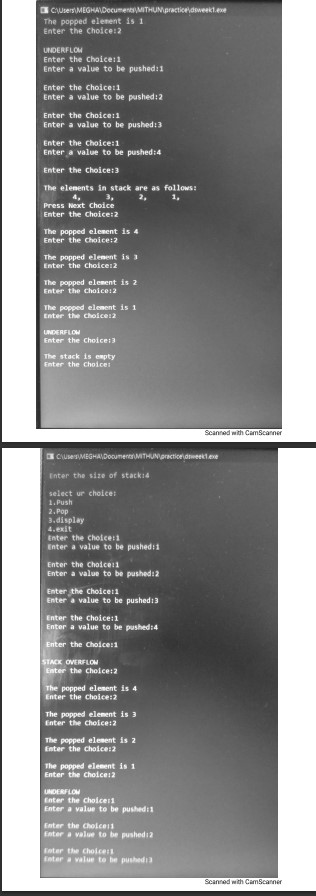 C:\Users\MEGHA\Documents\MITHUN\practice\dsweek1.exe
The popped element is 1
Enter the Choice:2
UNDERFLOW
Enter the Choice:1
Enter a value to be pushed:1
Enter the Choice:1
Enter a value to be pushed:2
Enter the Choice:1
Enter a value to be pushed:3
Enter the Choice:1
Enter a value to be pushed:4
Enter the Choice:3
The elements in stack are as follows:
4, 3, 2, 1,
Press Next Choice
Enter the Choice:2
The popped element is 4
Enter the Choice:2
The popped element is 3
Enter the Choice:2
The popped element is 2
Enter the Choice:2
The popped element is 1
Enter the Choice:2
UNDERFLOW
Enter the Choice:3
The stack is empty
Enter the Choice:
Scanned with CamScanner
C:\Users\MEGHA\Documents\MITHUN\practice\dsweek1.exe
Enter the size of stack:4
select ur choice:
1.Push
2.Pop
3.display
4.exit
Enter the Choice:1
Enter a value to be pushed:1
Enter the Choice:1
Enter a value to be pushed:2
Enter the Choice:1
Enter a value to be pushed:3
Enter the Choice:1
Enter a value to be pushed:4
Enter the Choice:1
STACK OVERFLOW
Enter the Choice:2
The popped element is 4
Enter the Choice:2
The popped element is 3
Enter the Choice:2
The popped element is 2
Enter the Choice:2
The popped element is 1
Enter the Choice:2
UNDERFLOW
Enter the Choice:1
Enter a value to be pushed:1
Enter the Choice:1
Enter a value to be pushed:2
Enter the Choice:1
Enter a value to be pushed:3
Scanned with CamScanner